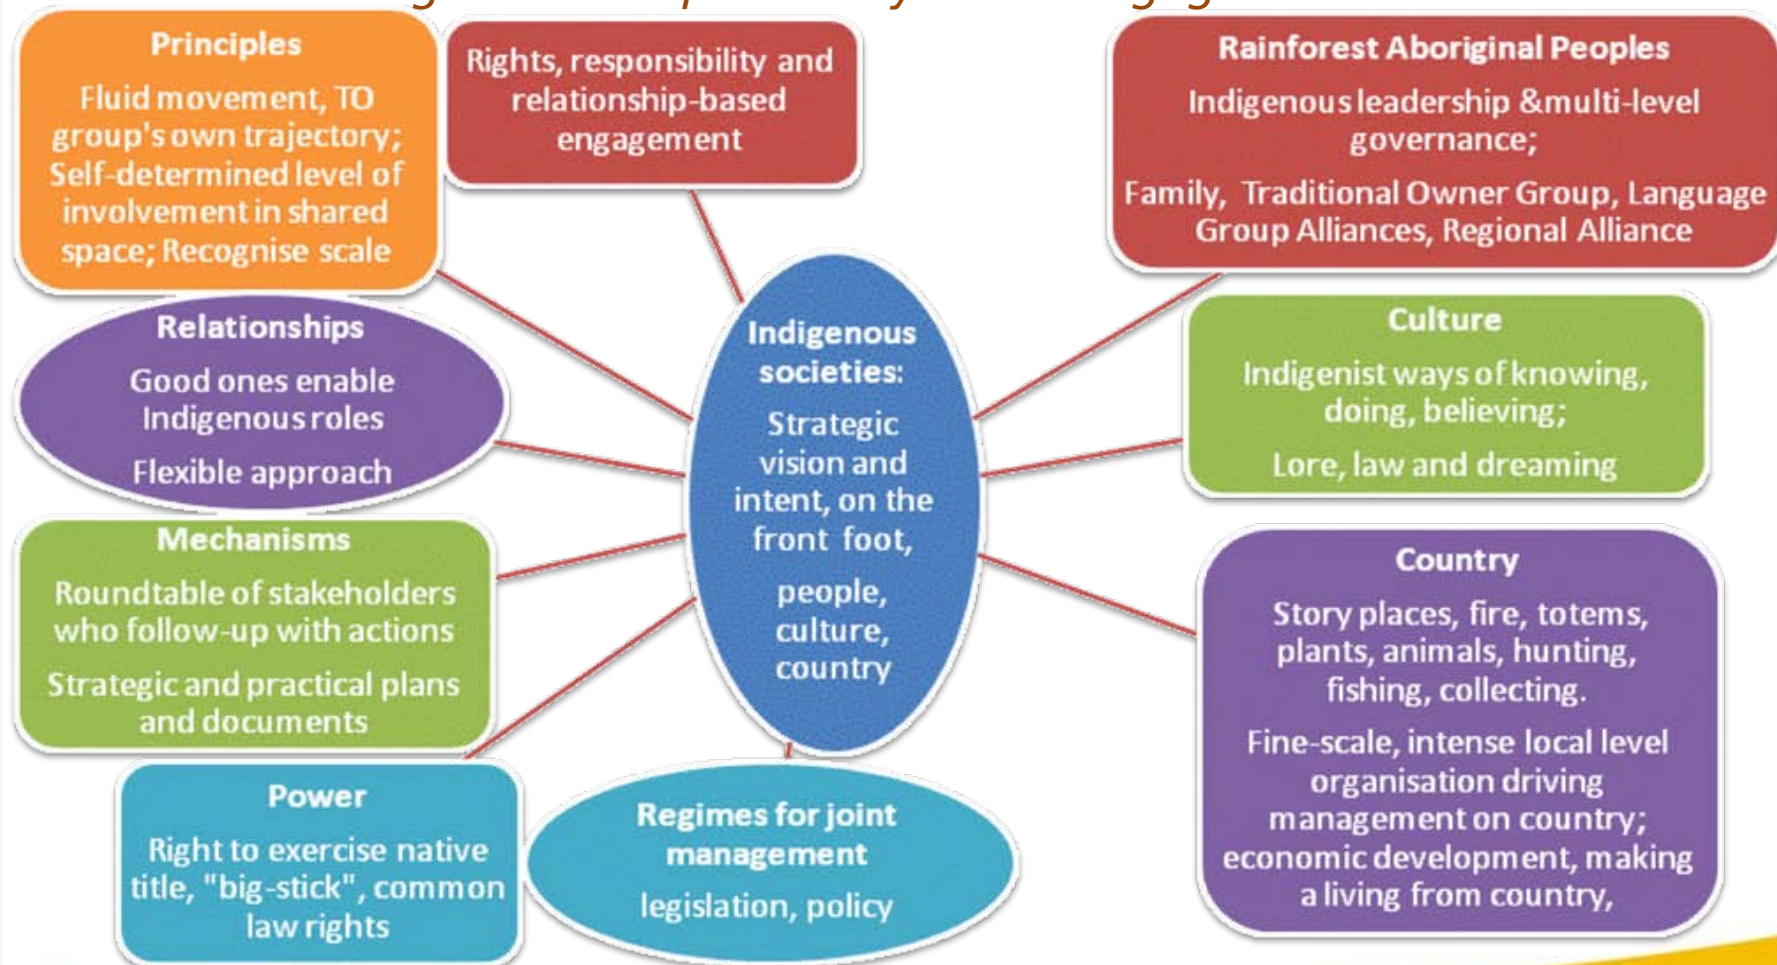 Principles
Fluid movement, TO
group's own trajectory;
Self-determined level of
involvement in shared
space; Recognise scale
Rights, responsibility and
relationship-based
engagement
Rainforest Aboriginal Peoples
Indigenous leadership &multi-level
governance;
Family, Traditional Owner Group, Language
Group Alliances, Regional Alliance
Relationships
Good ones enable
Indigenous roles
Flexible approach
Indigenous
societies:
Strategic
vision and
intent, on the
front foot,
people,
culture,
country
Culture
Indigenist ways of knowing,
doing, believing;
Lore, law and dreaming
Mechanisms
Roundtable of stakeholders
who follow-up with actions
Strategic and practical plans
and documents
Country
Story places, fire, totems,
plants, animals, hunting,
fishing, collecting.
Fine-scale, intense local level
organisation driving
management on country;
economic development, making
a living from country,
Power
Right to exercise native
title, "big-stick", common
law rights
Regimes for joint
management
legislation, policy